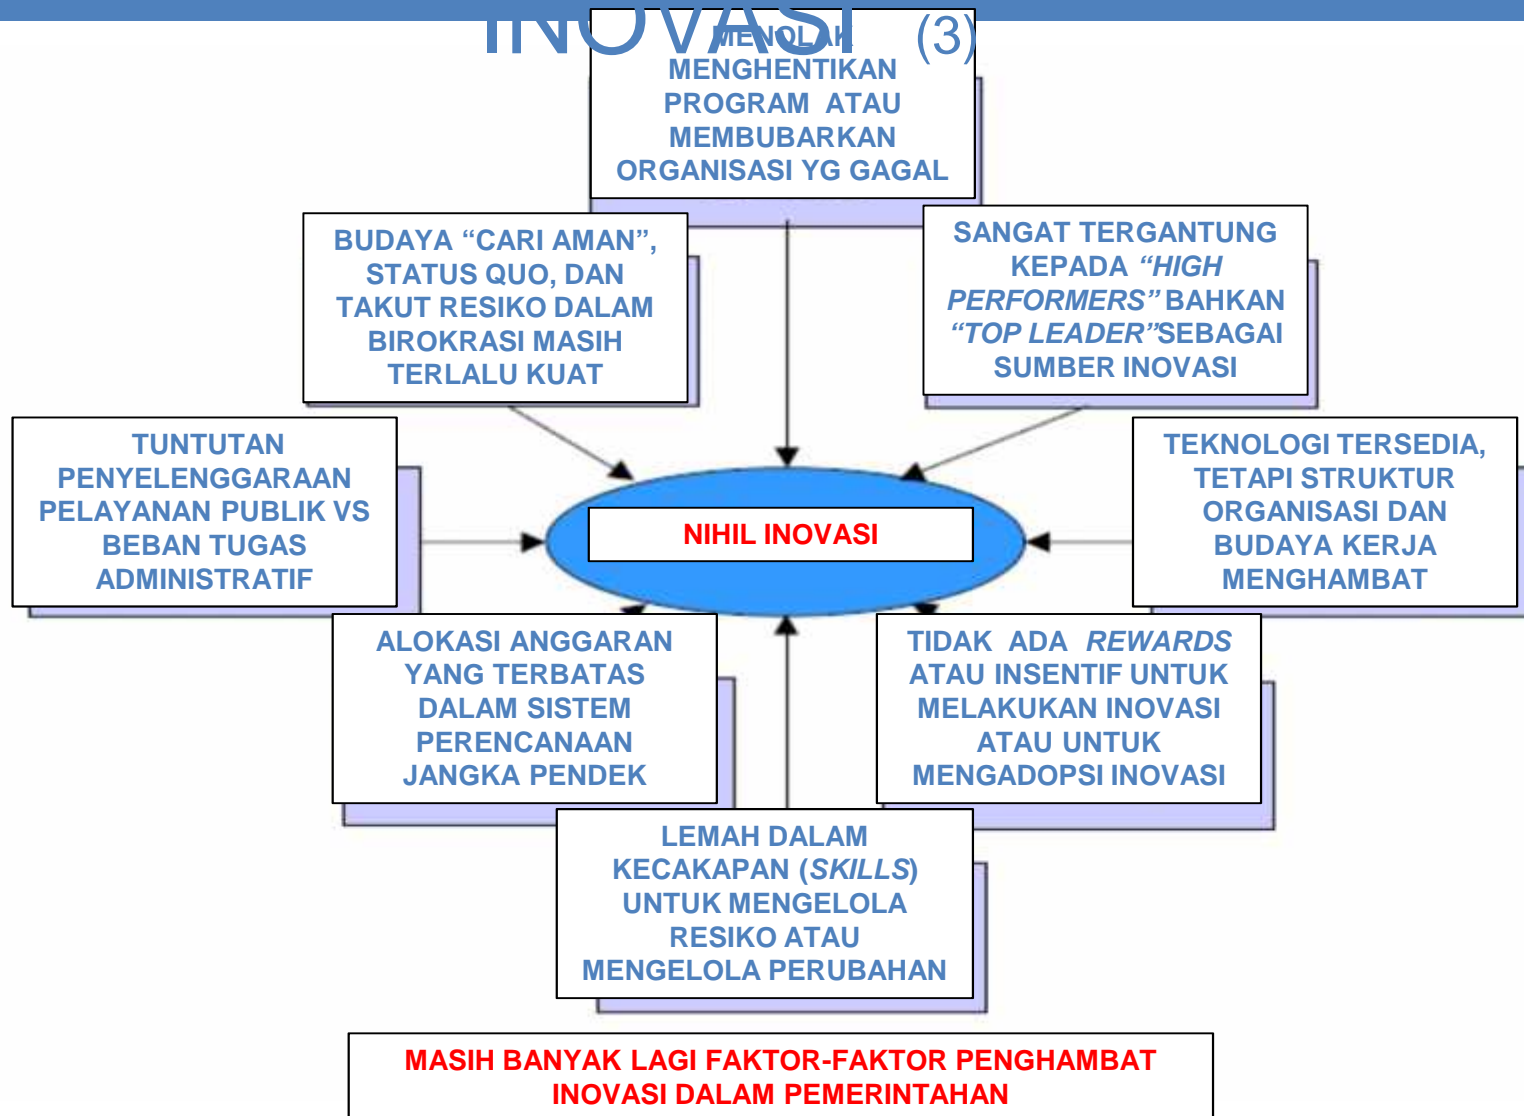 INOVASI (3)
MENOLAK
MENGHENTIKAN
PROGRAM ATAU
MEMBUBARKAN
ORGANISASI YG GAGAL
BUDAYA “CARI AMAN”,
STATUS QUO, DAN
TAKUT RESIKO DALAM
BIROKRASI MASIH
TERLALU KUAT
SANGAT TERGANTUNG
KEPADA “HIGH
PERFORMERS” BAHKAN
“TOP LEADER”SEBAGAI
SUMBER INOVASI
TUNTUTAN
PENYELENGGARAAN
PELAYANAN PUBLIK VS
BEBAN TUGAS
ADMINISTRATIF
NIHIL INOVASI
TEKNOLOGI TERSEDIA,
TETAPI STRUKTUR
ORGANISASI DAN
BUDAYA KERJA
MENGHAMBAT
ALOKASI ANGGARAN
YANG TERBATAS
DALAM SISTEM
PERENCANAAN
JANGKA PENDEK
TIDAK ADA REWARDS
ATAU INSENTIF UNTUK
MELAKUKAN INOVASI
ATAU UNTUK
MENGADOPSI INOVASI
LEMAH DALAM
KECAKAPAN (SKILLS)
UNTUK MENGELOLA
RESIKO ATAU
MENGELOLA PERUBAHAN
MASIH BANYAK LAGI FAKTOR-FAKTOR PENGHAMBAT
INOVASI DALAM PEMERINTAHAN